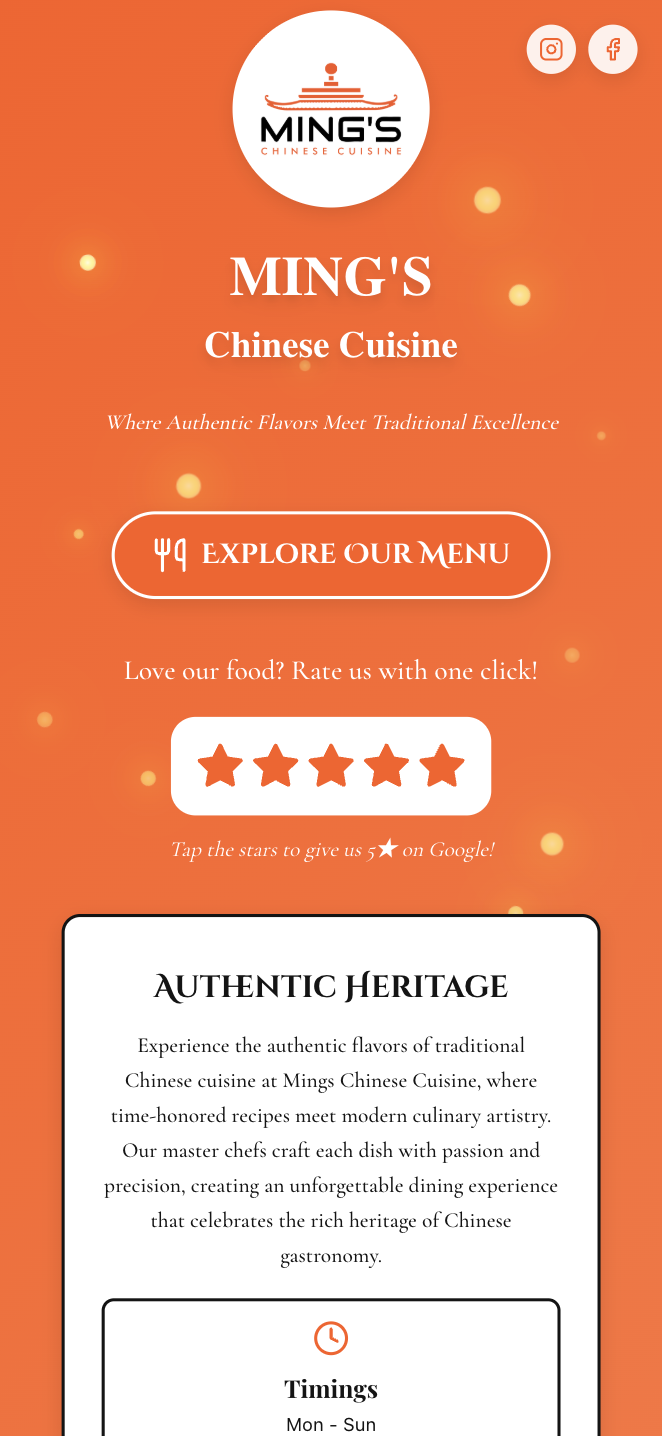 MING'S
CHINESE CUISINE
MING'S
Chinese Cuisine
Where Authentic Flavors Meet Traditional Excellence
EXPLORE OUR MENU
Love our food? Rate us with one click!
Tap the stars to give us 5★ on Google!
AUTHENTIC HERITAGE
Experience the authentic flavors of traditional
Chinese cuisine at Mings Chinese Cuisine, where
time-honored recipes meet modern culinary artistry.
Our master chefs craft each dish with passion and
precision, creating an unforgettable dining experience
that celebrates the rich heritage of Chinese
gastronomy.
Timings
Mon - Sun